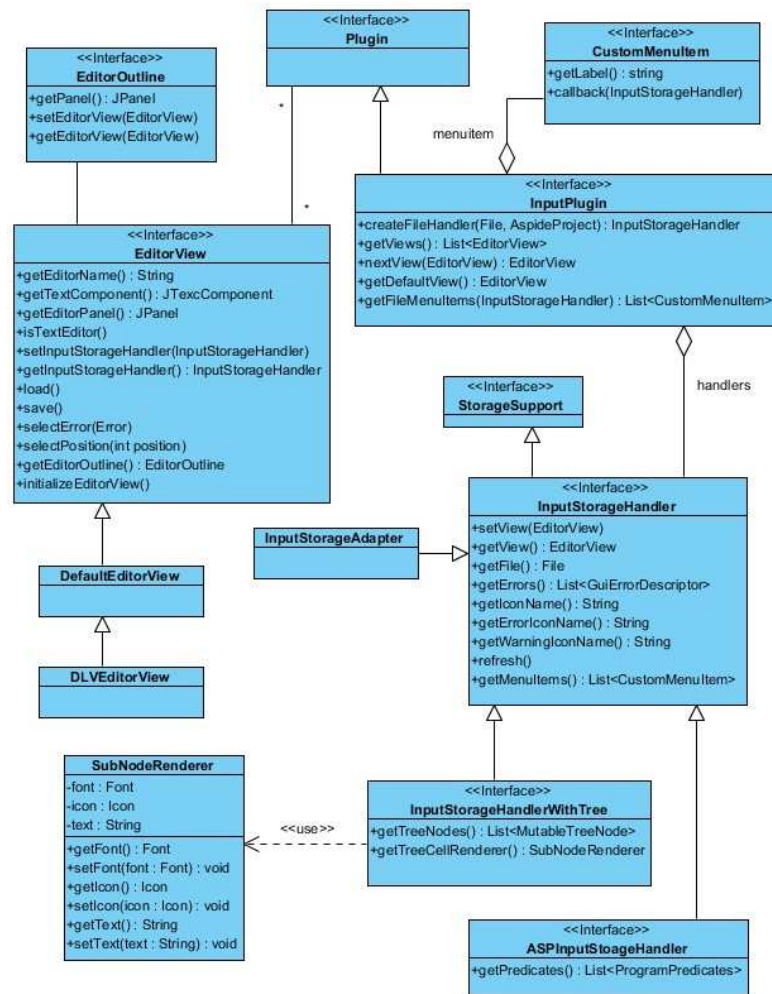 <<Interface>>
EditorOutline
+getPanel() : JPanel
+setEditorView(EditorView)
+getEditorView(EditorView)
<<Interface>>
Plugin
<<Interface>>
CustomMenuItem
+getLabel() : string
+callback(InputStorageHandler)
*
menuitem
*
<<Interface>>
InputPlugin
+createFileHandler(File, AspideProject) : InputStorageHandler
+getViews() : List<EditorView>
+nextView(EditorView) : EditorView
+getDefaultView() : EditorView
+getFileMenuItems(InputStorageHandler) : List<CustomMenuItem>
<<Interface>>
EditorView
+getEditorName() : String
+getTextComponent() : JTexcComponent
+getEditorPanel() : JPanel
+isTextEditor()
+setInputStorageHandler(InputStorageHandler)
+getInputStorageHandler() : InputStorageHandler
+load()
+save()
+selectError(Error)
+selectPosition(int position)
+getEditorOutline() : EditorOutline
+initializeEditorView()
handlers
<<Interface>>
StorageSupport
<<Interface>>
InputStorageHandler
+setView(EditorView)
+getView() : EditorView
+getFile() : File
+getErrors() : List<GuiErrorDescriptor>
+getIconName() : String
+getErrorIconName() : String
+getWarningIconName() : String
+refresh()
+getMenuItems() : List<CustomMenuItem>
InputStorageAdapter
DefaultEditorView
DLVEditorView
SubNodeRenderer
-font : Font
-icon : Icon
-text : String
+getFont() : Font
+setFont(font : Font) : void
+getIcon() : Icon
+setIcon(icon : Icon) : void
+getText() : String
+setText(text : String) : void
<<use>>
<<Interface>>
InputStorageHandlerWithTree
+getTreeNodes() : List<MutableTreeNode>
+getTreeCellRenderer() : SubNodeRenderer
<<Interface>>
ASPInputStoageHandler
+getPredicates() : List<ProgramPredicates>